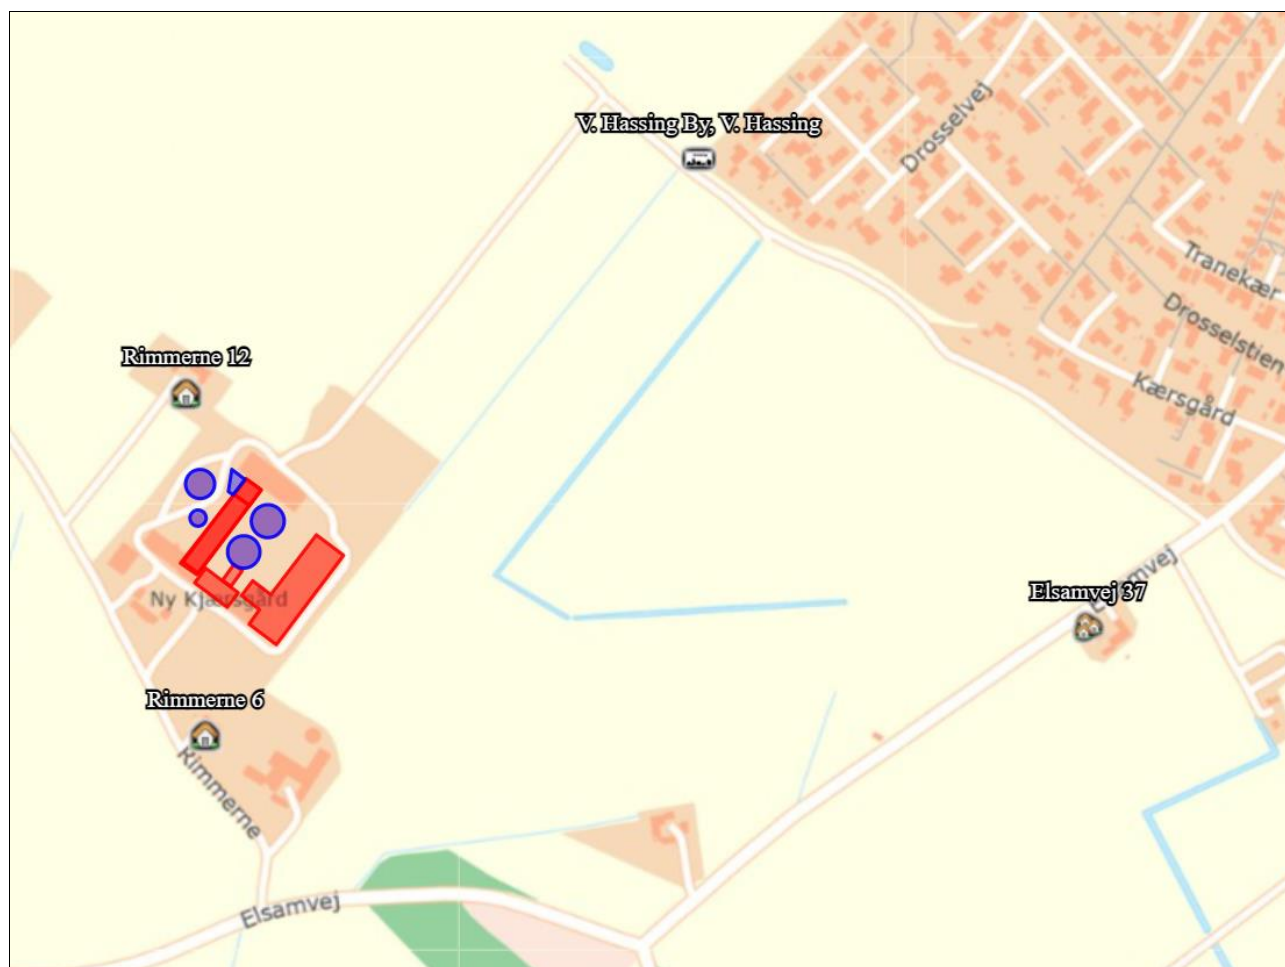 V. Hassing By, V. Hassing
Drosselvej
Tranekær
Drosselstien
Rimmerne 12
Kærsgård
Elsamvej
Elsamvej 37
Ny Kjærsgård
Rimmerne 6
Rimmerne
Elsamvej